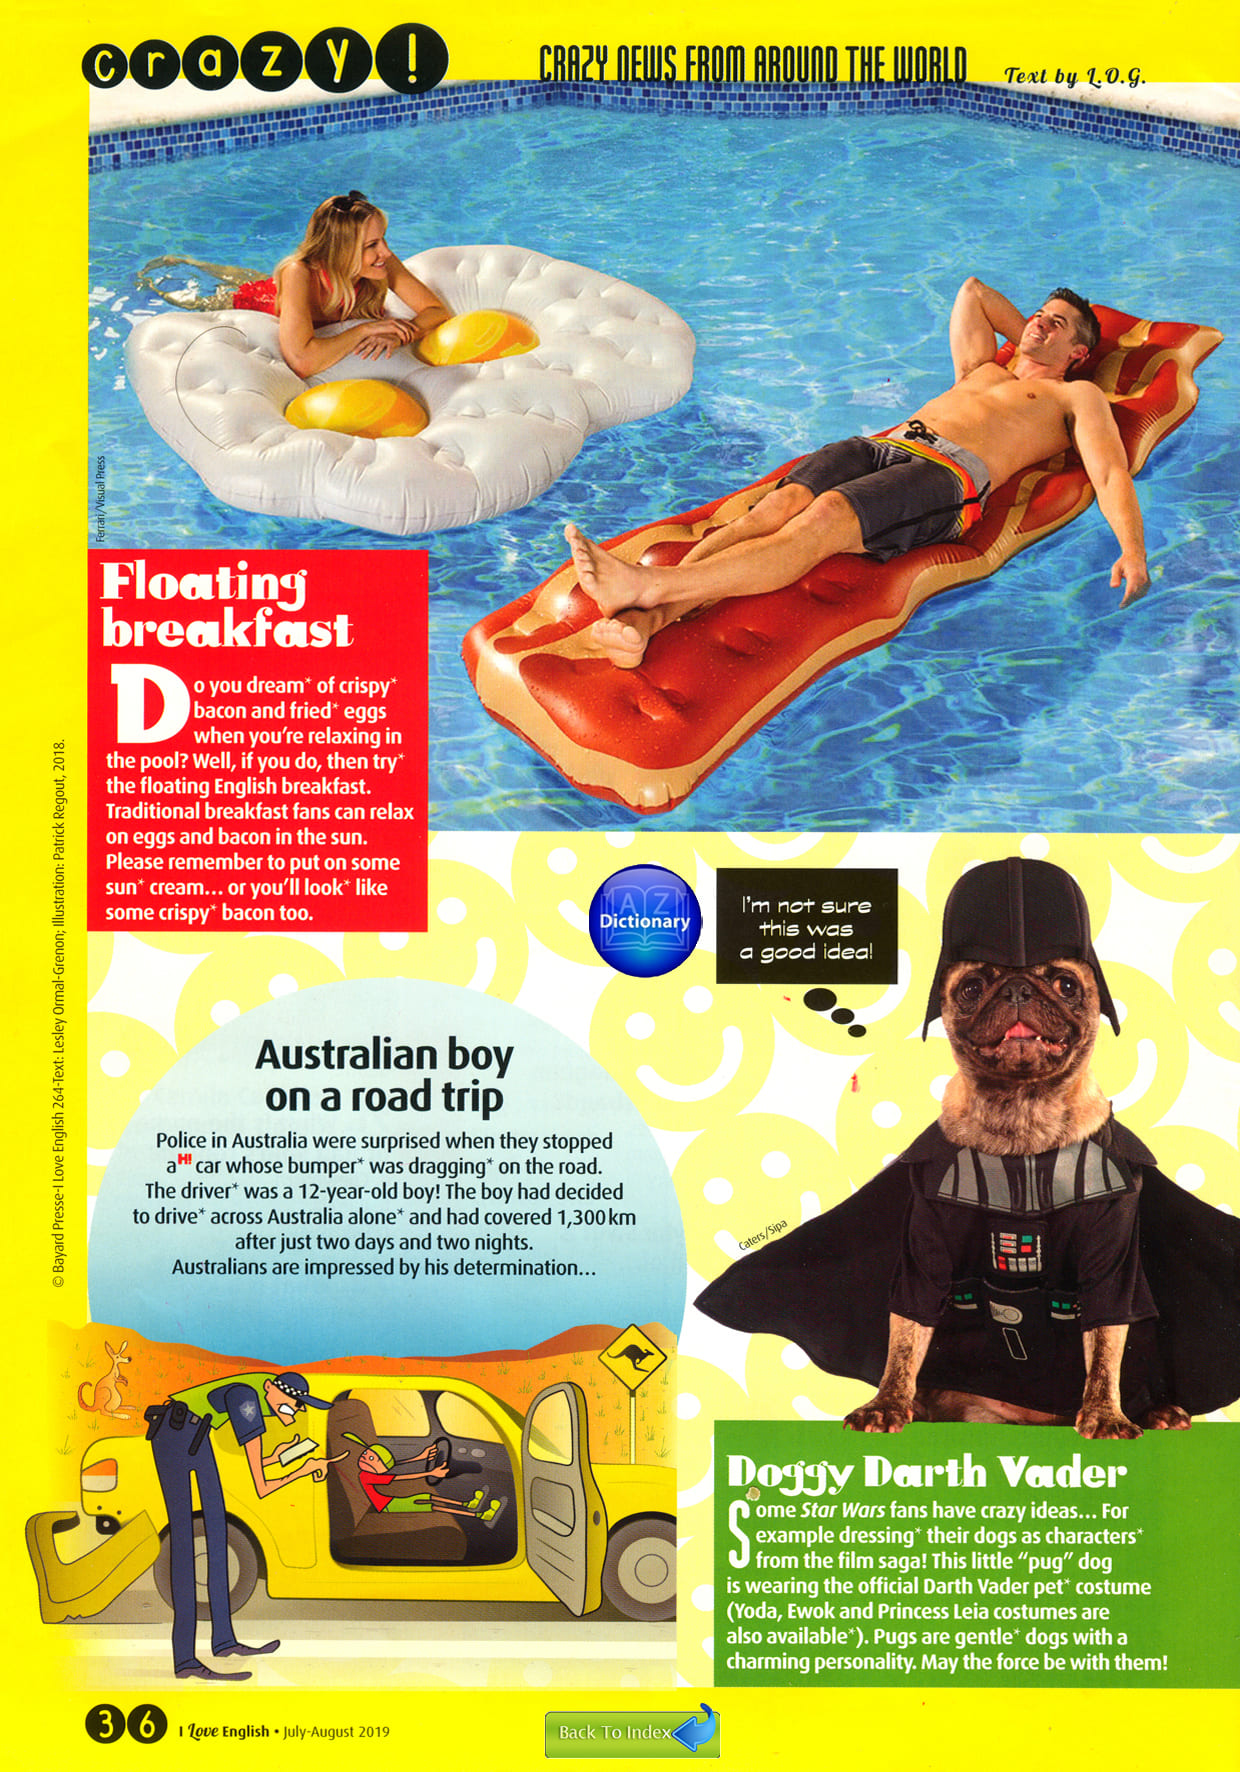 crazy!
CRAZY NEWS FROM AROUND THE WORLD
Text by L.O.G.
Ferrari/Visual Press
Floating
breakfast
Do you dream* of crispy*
bacon and fried* eggs
when you're relaxing in
the pool? Well, if you do, then try*
the floating English breakfast.
Traditional breakfast fans can relax
on eggs and bacon in the sun.
Please remember to put on some
sun* cream... or you'll look* like
some crispy* bacon too.
© Bayard Presse-I Love English 264-Text: Lesley Ormal-Grenon; Illustration: Patrick Regout, 2018.
A Z
Dictionary
I'm not sure
this was
a good idea!
Australian boy
on a road trip
Police in Australia were surprised when they stopped
a H! car whose bumper* was dragging* on the road.
The driver* was a 12-year-old boy! The boy had decided
to drive* across Australia alone* and had covered 1,300 km
after just two days and two nights.
Australians are impressed by his determination...
Caters/Sipa
Doggy Darth Vader
Some Star Wars fans have crazy ideas... For
example dressing* their dogs as characters*
from the film saga! This little "pug" dog
is wearing the official Darth Vader pet* costume
(Yoda, Ewok and Princess Leia costumes are
also available*). Pugs are gentle* dogs with a
charming personality. May the force be with them!
36 I Love English • July-August 2019
Back To Index